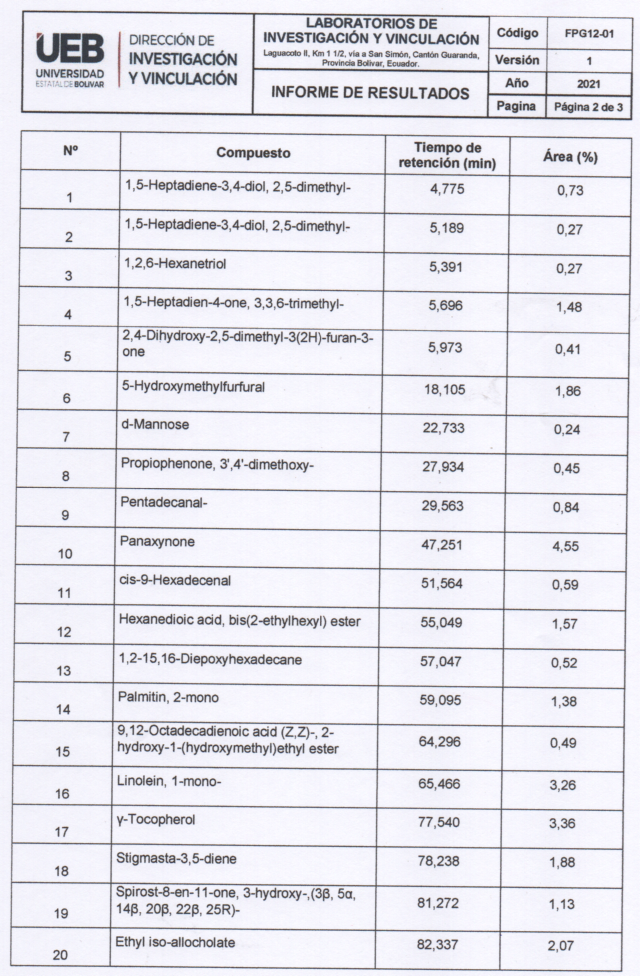 UEB
UNIVERSIDAD
ESTATAL DE BOLIVAR
DIRECCIÓN DE
INVESTIGACIÓN
Y VINCULACIÓN
LABORATORIOS DE
INVESTIGACIÓN Y VINCULACIÓN
Laguacoto II, Km 1 1/2, vía a San Simón, Cantón Guaranda,
Provincia Bolívar, Ecuador.
INFORME DE RESULTADOS
Código FPG12-01
Versión 1
Año 2021
Pagina Página 2 de 3
Nº Compuesto Tiempo de retención (min) Área (%)
1 1,5-Heptadiene-3,4-diol, 2,5-dimethyl- 4,775 0,73
2 1,5-Heptadiene-3,4-diol, 2,5-dimethyl- 5,189 0,27
3 1,2,6-Hexanetriol 5,391 0,27
4 1,5-Heptadien-4-one, 3,3,6-trimethyl- 5,696 1,48
5 2,4-Dihydroxy-2,5-dimethyl-3(2H)-furan-3-
one 5,973 0,41
6 5-Hydroxymethylfurfural 18,105 1,86
7 d-Mannose 22,733 0,24
8 Propiophenone, 3',4'-dimethoxy- 27,934 0,45
9 Pentadecanal- 29,563 0,84
10 Panaxynone 47,251 4,55
11 cis-9-Hexadecenal 51,564 0,59
12 Hexanedioic acid, bis(2-ethylhexyl) ester 55,049 1,57
13 1,2-15,16-Diepoxyhexadecane 57,047 0,52
14 Palmitin, 2-mono 59,095 1,38
15 9,12-Octadecadienoic acid (Z,Z)-, 2-
hydroxy-1-(hydroxymethyl)ethyl ester 64,296 0,49
16 Linolein, 1-mono- 65,466 3,26
17 γ-Tocopherol 77,540 3,36
18 Stigmasta-3,5-diene 78,238 1,88
19 Spirost-8-en-11-one, 3-hydroxy-,(3β, 5α,
14β, 20β, 22β, 25R)- 81,272 1,13
20 Ethyl iso-allocholate 82,337 2,07